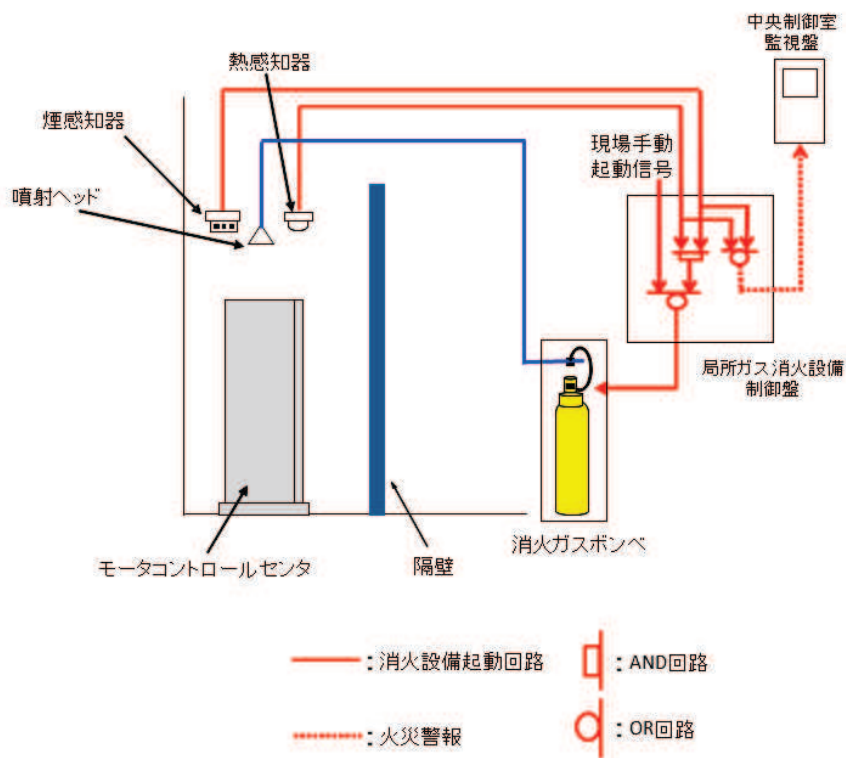 中央制御室
監視盤
熱感知器
煙感知器
現場手動
起動信号
噴射ヘッド
局所ガス消火設備
制御盤
消火ガスボンベ
モータコントロールセンタ
隔壁
：消火設備起動回路
：AND回路
：火災警報
：OR回路